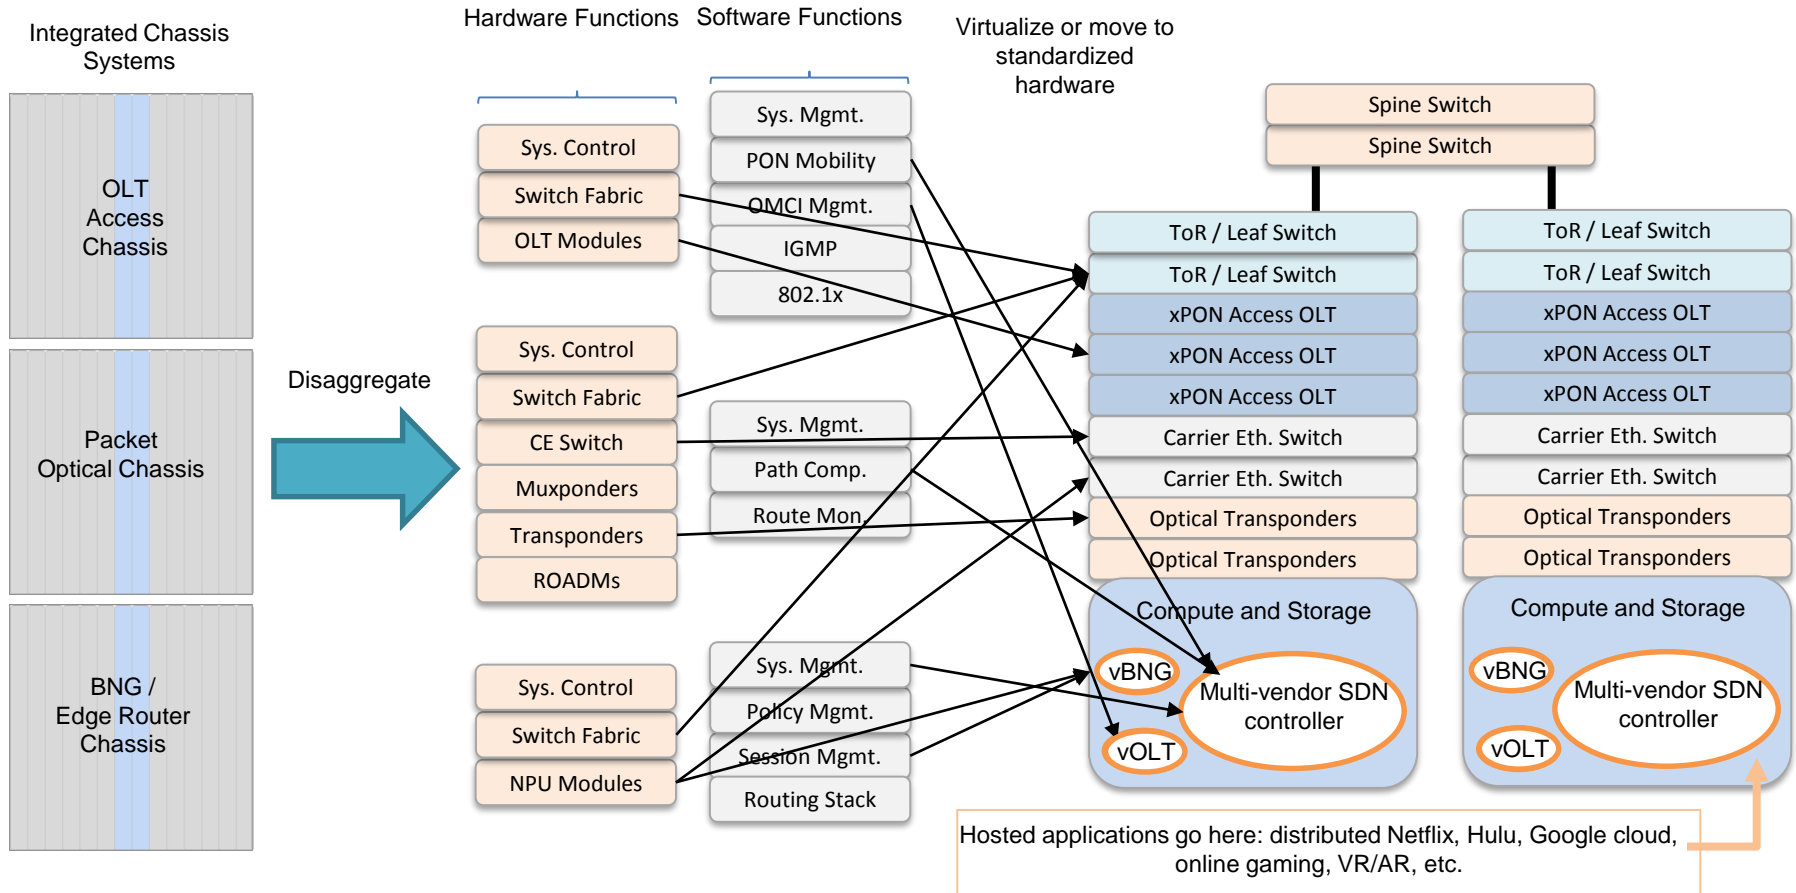 Integrated Chassis
Systems
OLT
Access
Chassis
Packet
Optical Chassis
BNG /
Edge Router
Chassis
Disaggregate
Hardware Functions
Sys. Control
Switch Fabric
OLT Modules
Sys. Control
Switch Fabric
CE Switch
Muxponders
Transponders
ROADMs
Sys. Control
Switch Fabric
NPU Modules
Software Functions
Sys. Mgmt.
PON Mobility
OMCI Mgmt.
IGMP
802.1x
Sys. Mgmt.
Path Comp.
Route Mon.
Sys. Mgmt.
Policy Mgmt.
Session Mgmt.
Routing Stack
Virtualize or move to
standardized
hardware
Spine Switch
Spine Switch
ToR / Leaf Switch
ToR / Leaf Switch
xPON Access OLT
xPON Access OLT
xPON Access OLT
Carrier Eth. Switch
Carrier Eth. Switch
Optical Transponders
Optical Transponders
Compute and Storage
vBNG
Multi-vendor SDN
controller
vOLT
ToR / Leaf Switch
ToR / Leaf Switch
xPON Access OLT
xPON Access OLT
xPON Access OLT
Carrier Eth. Switch
Carrier Eth. Switch
Optical Transponders
Optical Transponders
Compute and Storage
vBNG
Multi-vendor SDN
controller
vOLT
Hosted applications go here: distributed Netflix, Hulu, Google cloud,
online gaming, VR/AR, etc.